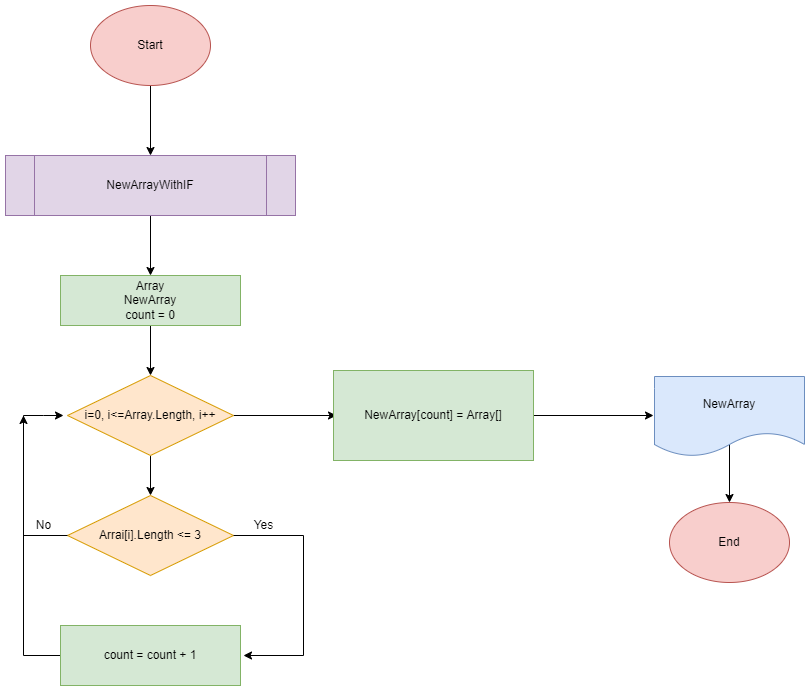 Start
NewArrayWithIF
Array
NewArray
count = 0
i=0, i<=Array.Length, i++
NewArray[count] = Array[]
NewArray
No
Yes
Arrai[i].Length <= 3
End
count = count + 1